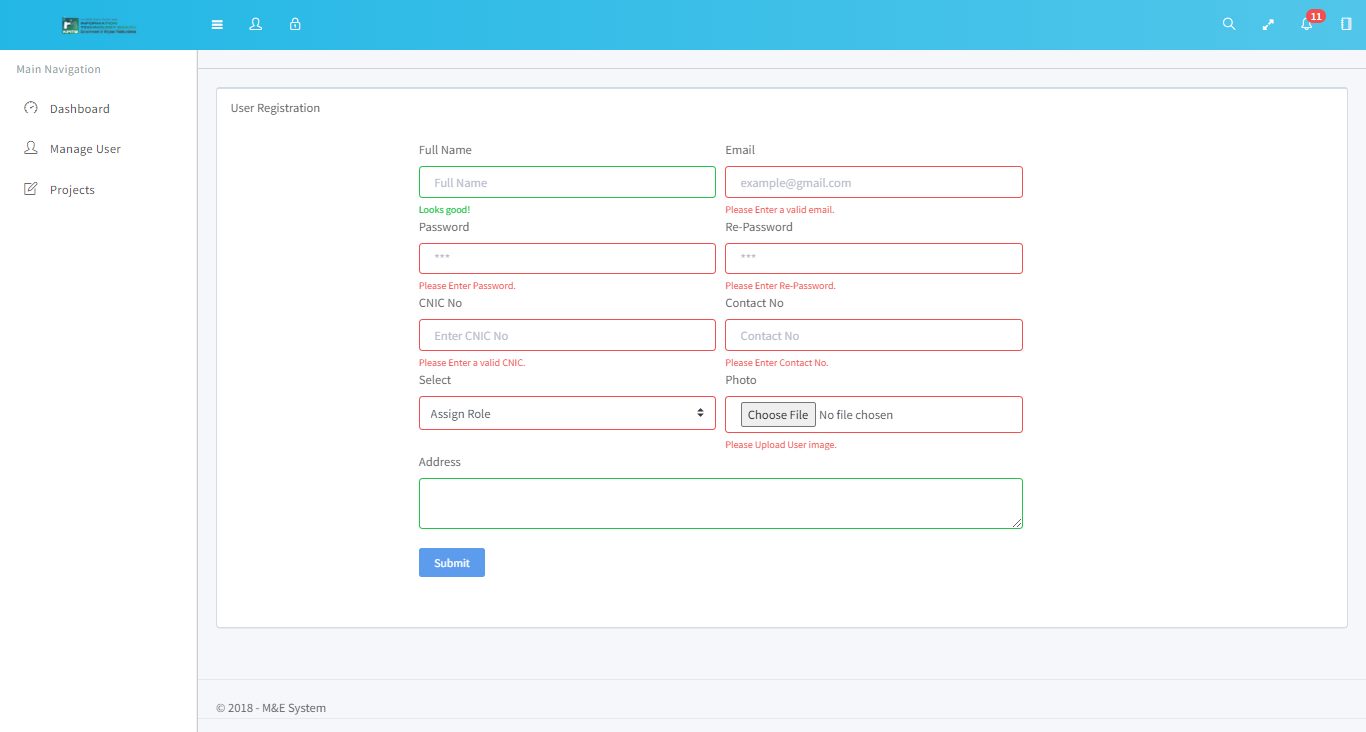 11
Main Navigation
Dashboard
Manage User
Projects
User Registration
Full Name Email
Full Name example@gmail.com
Looks good! Please Enter a valid email.
Password Re-Password
*** ***
Please Enter Password. Please Enter Re-Password.
CNIC No Contact No
Enter CNIC No Contact No
Please Enter a valid CNIC. Please Enter Contact No.
Select Photo
Assign Role Choose File No file chosen
Please Upload User image.
Address
Submit
© 2018 - M&E System